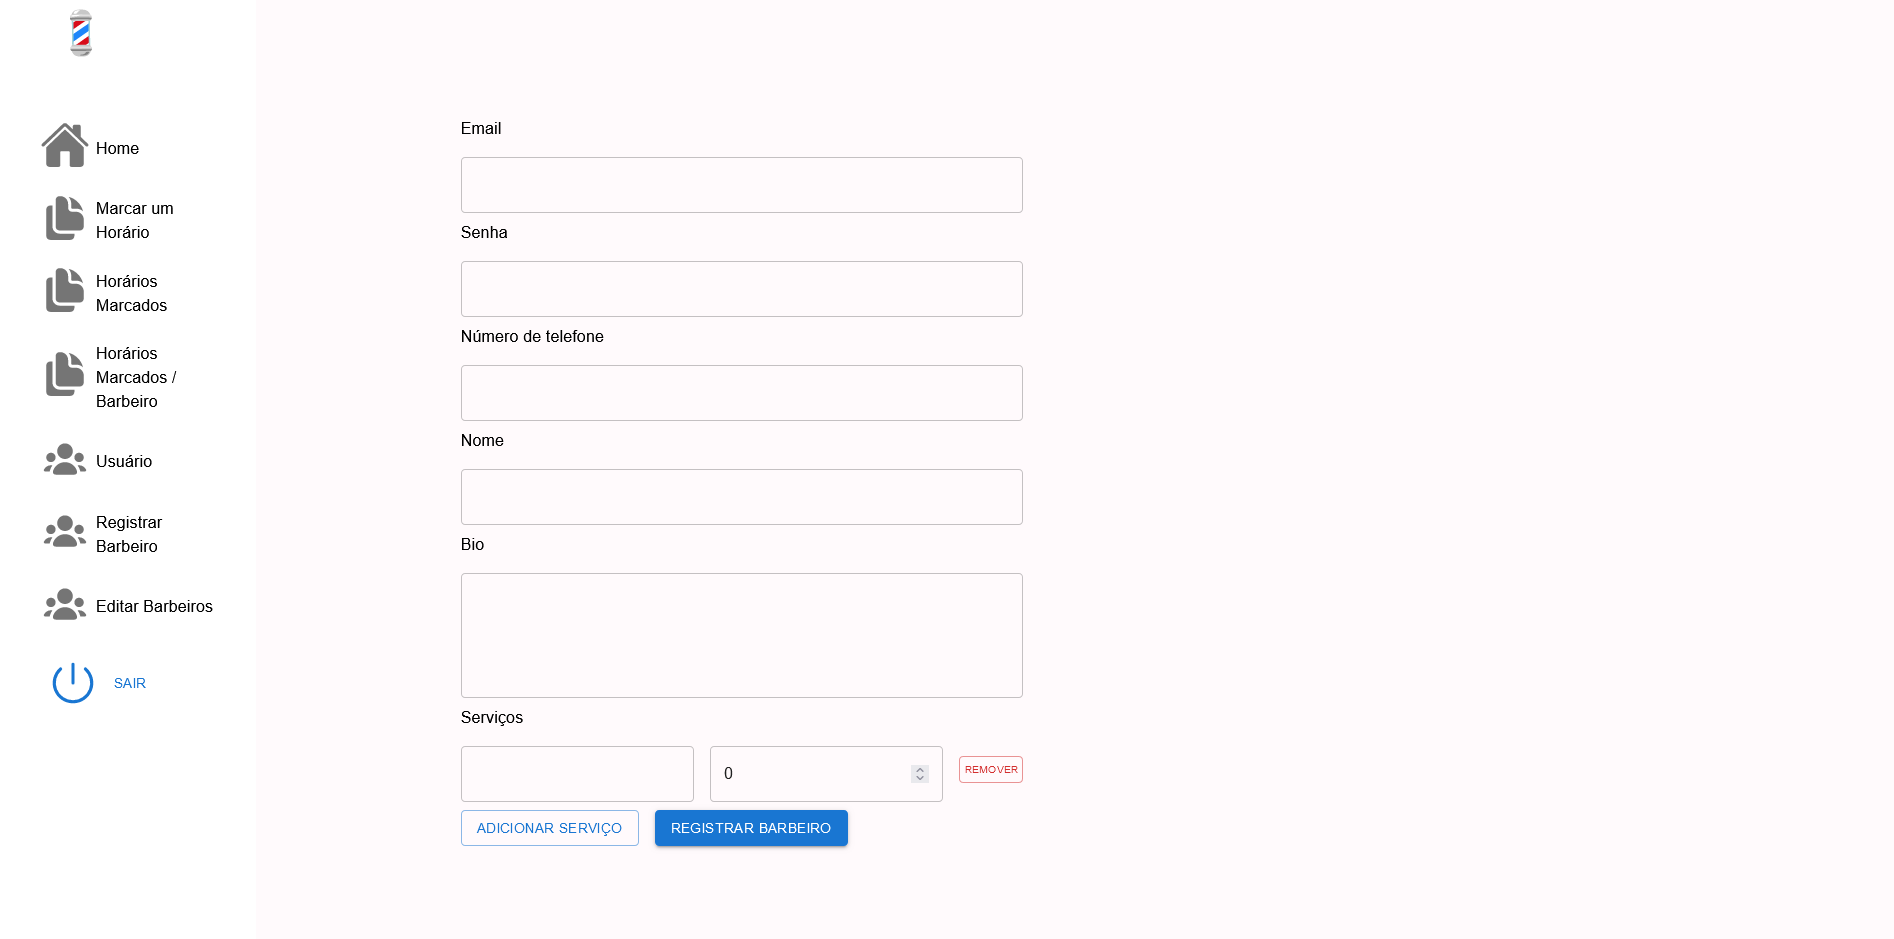 Home
Marcar um
Horário
Horários
Marcados
Horários
Marcados /
Barbeiro
Usuário
Registrar
Barbeiro
Editar Barbeiros
SAIR
Email
Senha
Número de telefone
Nome
Bio
Serviços
0
REMOVER
ADICIONAR SERVIÇO
REGISTRAR BARBEIRO